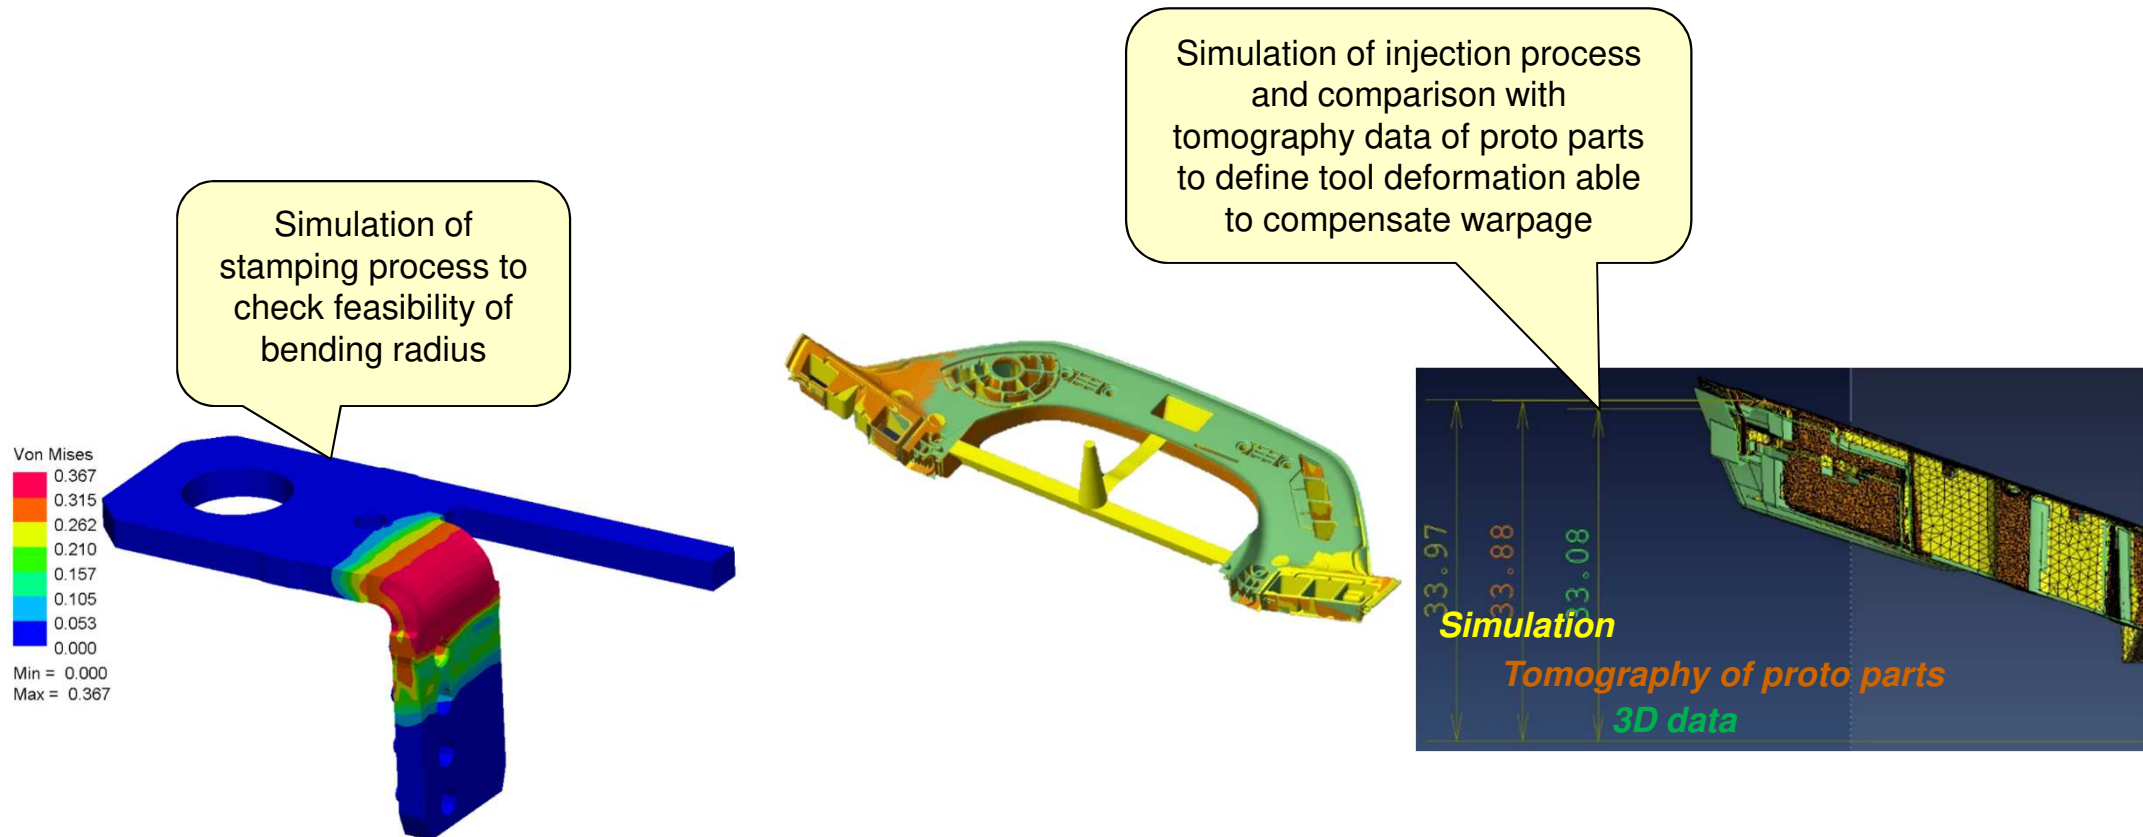 Simulation of injection process
and comparison with
tomography data of proto parts
to define tool deformation able
to compensate warpage
Simulation of
stamping process to
check feasibility of
bending radius
Von Mises
0.367
0.315
0.262
0.210
0.157
0.105
0.053
0.000
Min = 0.000
Max = 0.367
33.97
33.88
33.08
Simulation
Tomography of proto parts
3D data